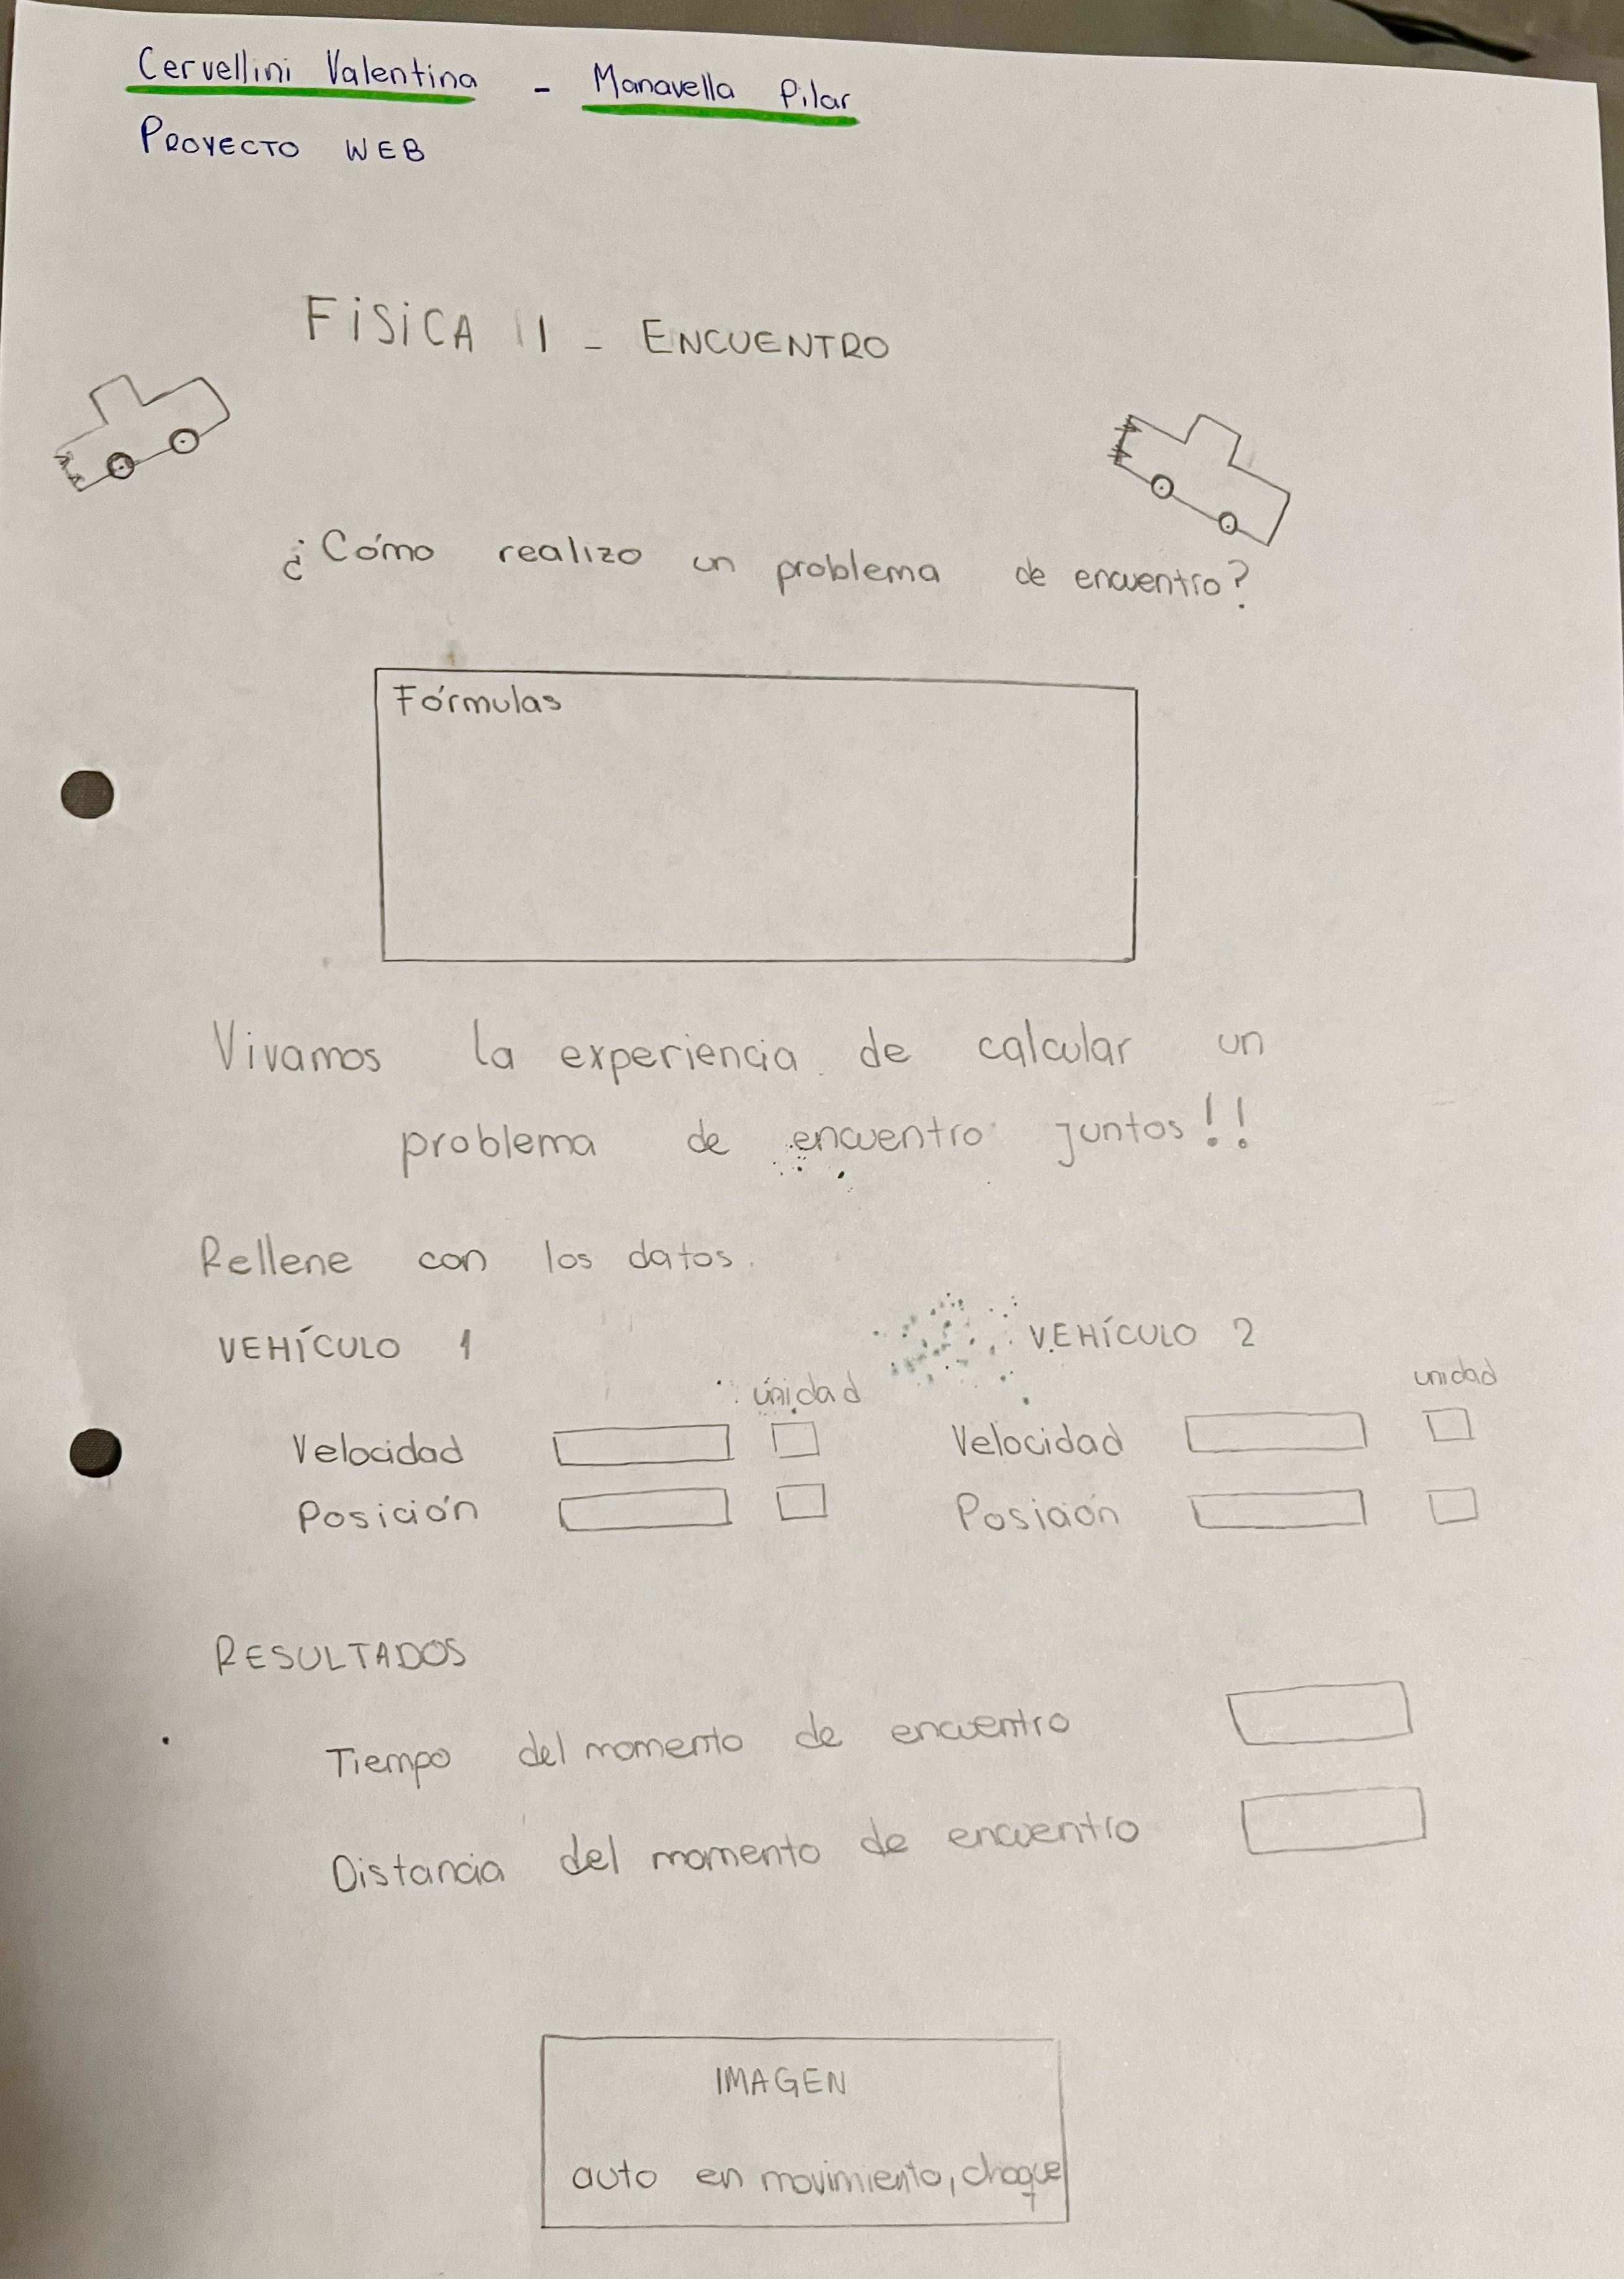 Cervellini Valentina - Manavella Pilar
PROYECTO WEB
FÍSICA II - ENCUENTRO
¿Cómo realizo un problema de encuentro?
Fórmulas
Vivamos la experiencia de calcular un
problema de encuentro juntos!!
Rellene con los datos.
VEHÍCULO 1 VEHÍCULO 2
unidad unidad
Velocidad Velocidad
Posición Posición
RESULTADOS
Tiempo del momento de encuentro
Distancia del momento de encuentro
IMAGEN
auto en movimiento, choque